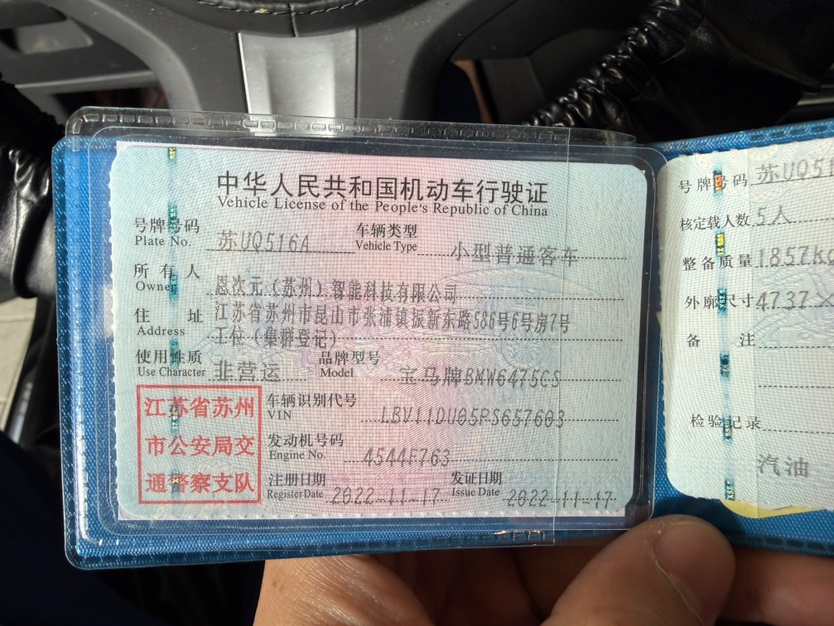 中华人民共和国机动车行驶证
Vehicle License of the People's Republic of China
号牌号码 苏UQ516A 车辆类型 小型普通客车
Plate No. Vehicle Type
所有人 恩次元(苏州)智能科技有限公司
Owner
住址 江苏省苏州市昆山市张浦镇振新东路586号6号房7号
Address 工位(集群登记)
使用性质 非营运 品牌型号 宝马牌BMW6475CS
Use Character Model
江苏省苏州
市公安局交
通警察支队
车辆识别代号 LBV11DU05PS657603
VIN
发动机号码 4544F763
Engine No.
注册日期 2022-11-17 发证日期 2022-11-17
Register Date Issue Date
号牌号码 苏UQ51
核定载人数 5人
整备质量 1857kg
外廓尺寸 4737×
备注
检验记录
汽油